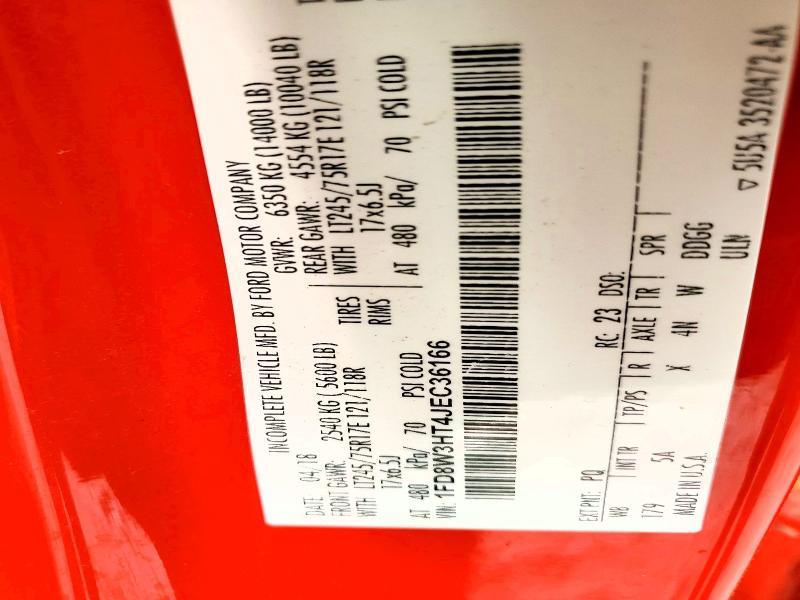 INCOMPLETE VEHICLE MFD. BY FORD MOTOR COMPANY
DATE 04/18 GVWR: 6350 KG (14000 LB)
FRONT GAWR: 2540 KG ( 5600 LB) REAR GAWR: 4554 KG (10040 LB)
WITH LT245/75R17E 121/118R TIRES WITH LT245/75R17E 121/118R
17x6.5J RIMS 17x6.5J
AT 480 kPa/ 70 PSI COLD AT 480 kPa/ 70 PSI COLD
VIN: 1FD8W3HT4JEC36166
EXT PNT: PQ RC: 23 DSO:
WB INT TR TP/PS R AXLE TR SPR
179 5A X 4N W DDGG
MADE IN U.S.A. ULN
▽ 5U5A 3520472 AA